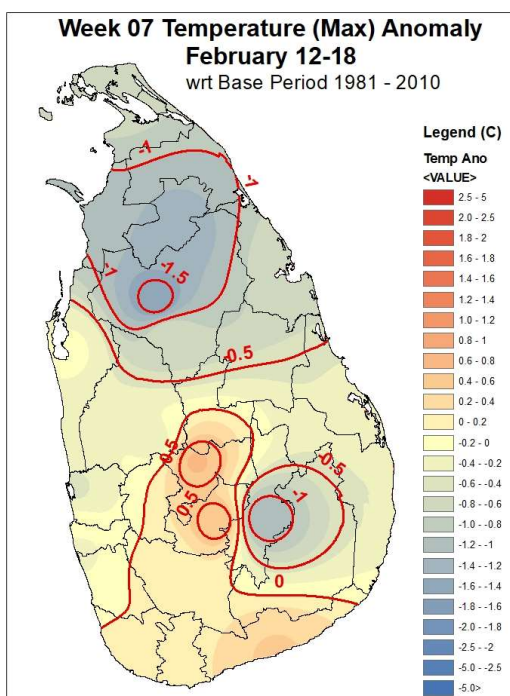 Week 07 Temperature (Max) Anomaly
February 12-18
wrt Base Period 1981 - 2010
Legend (C)
Temp Ano
<VALUE>
2.5 - 5
2.0 - 2.5
1.8 - 2
1.6 - 1.8
1.4 - 1.6
1.2 - 1.4
1.0 - 1.2
0.8 - 1
0.6 - 0.8
0.4 - 0.6
0.2 - 0.4
0 - 0.2
-0.2 - 0
-0.4 - -0.2
-0.6 - -0.4
-0.8 - -0.6
-1.0 - -0.8
-1.2 - -1
-1.4 - -1.2
-1.6 - -1.4
-1.8 - -1.6
-2.0 - -1.8
-2.5 - -2
-5.0 - -2.5
-5.0>
-1
-1
-1
-1.5
-0.5
0.5
0.5
-0.5
-1
0